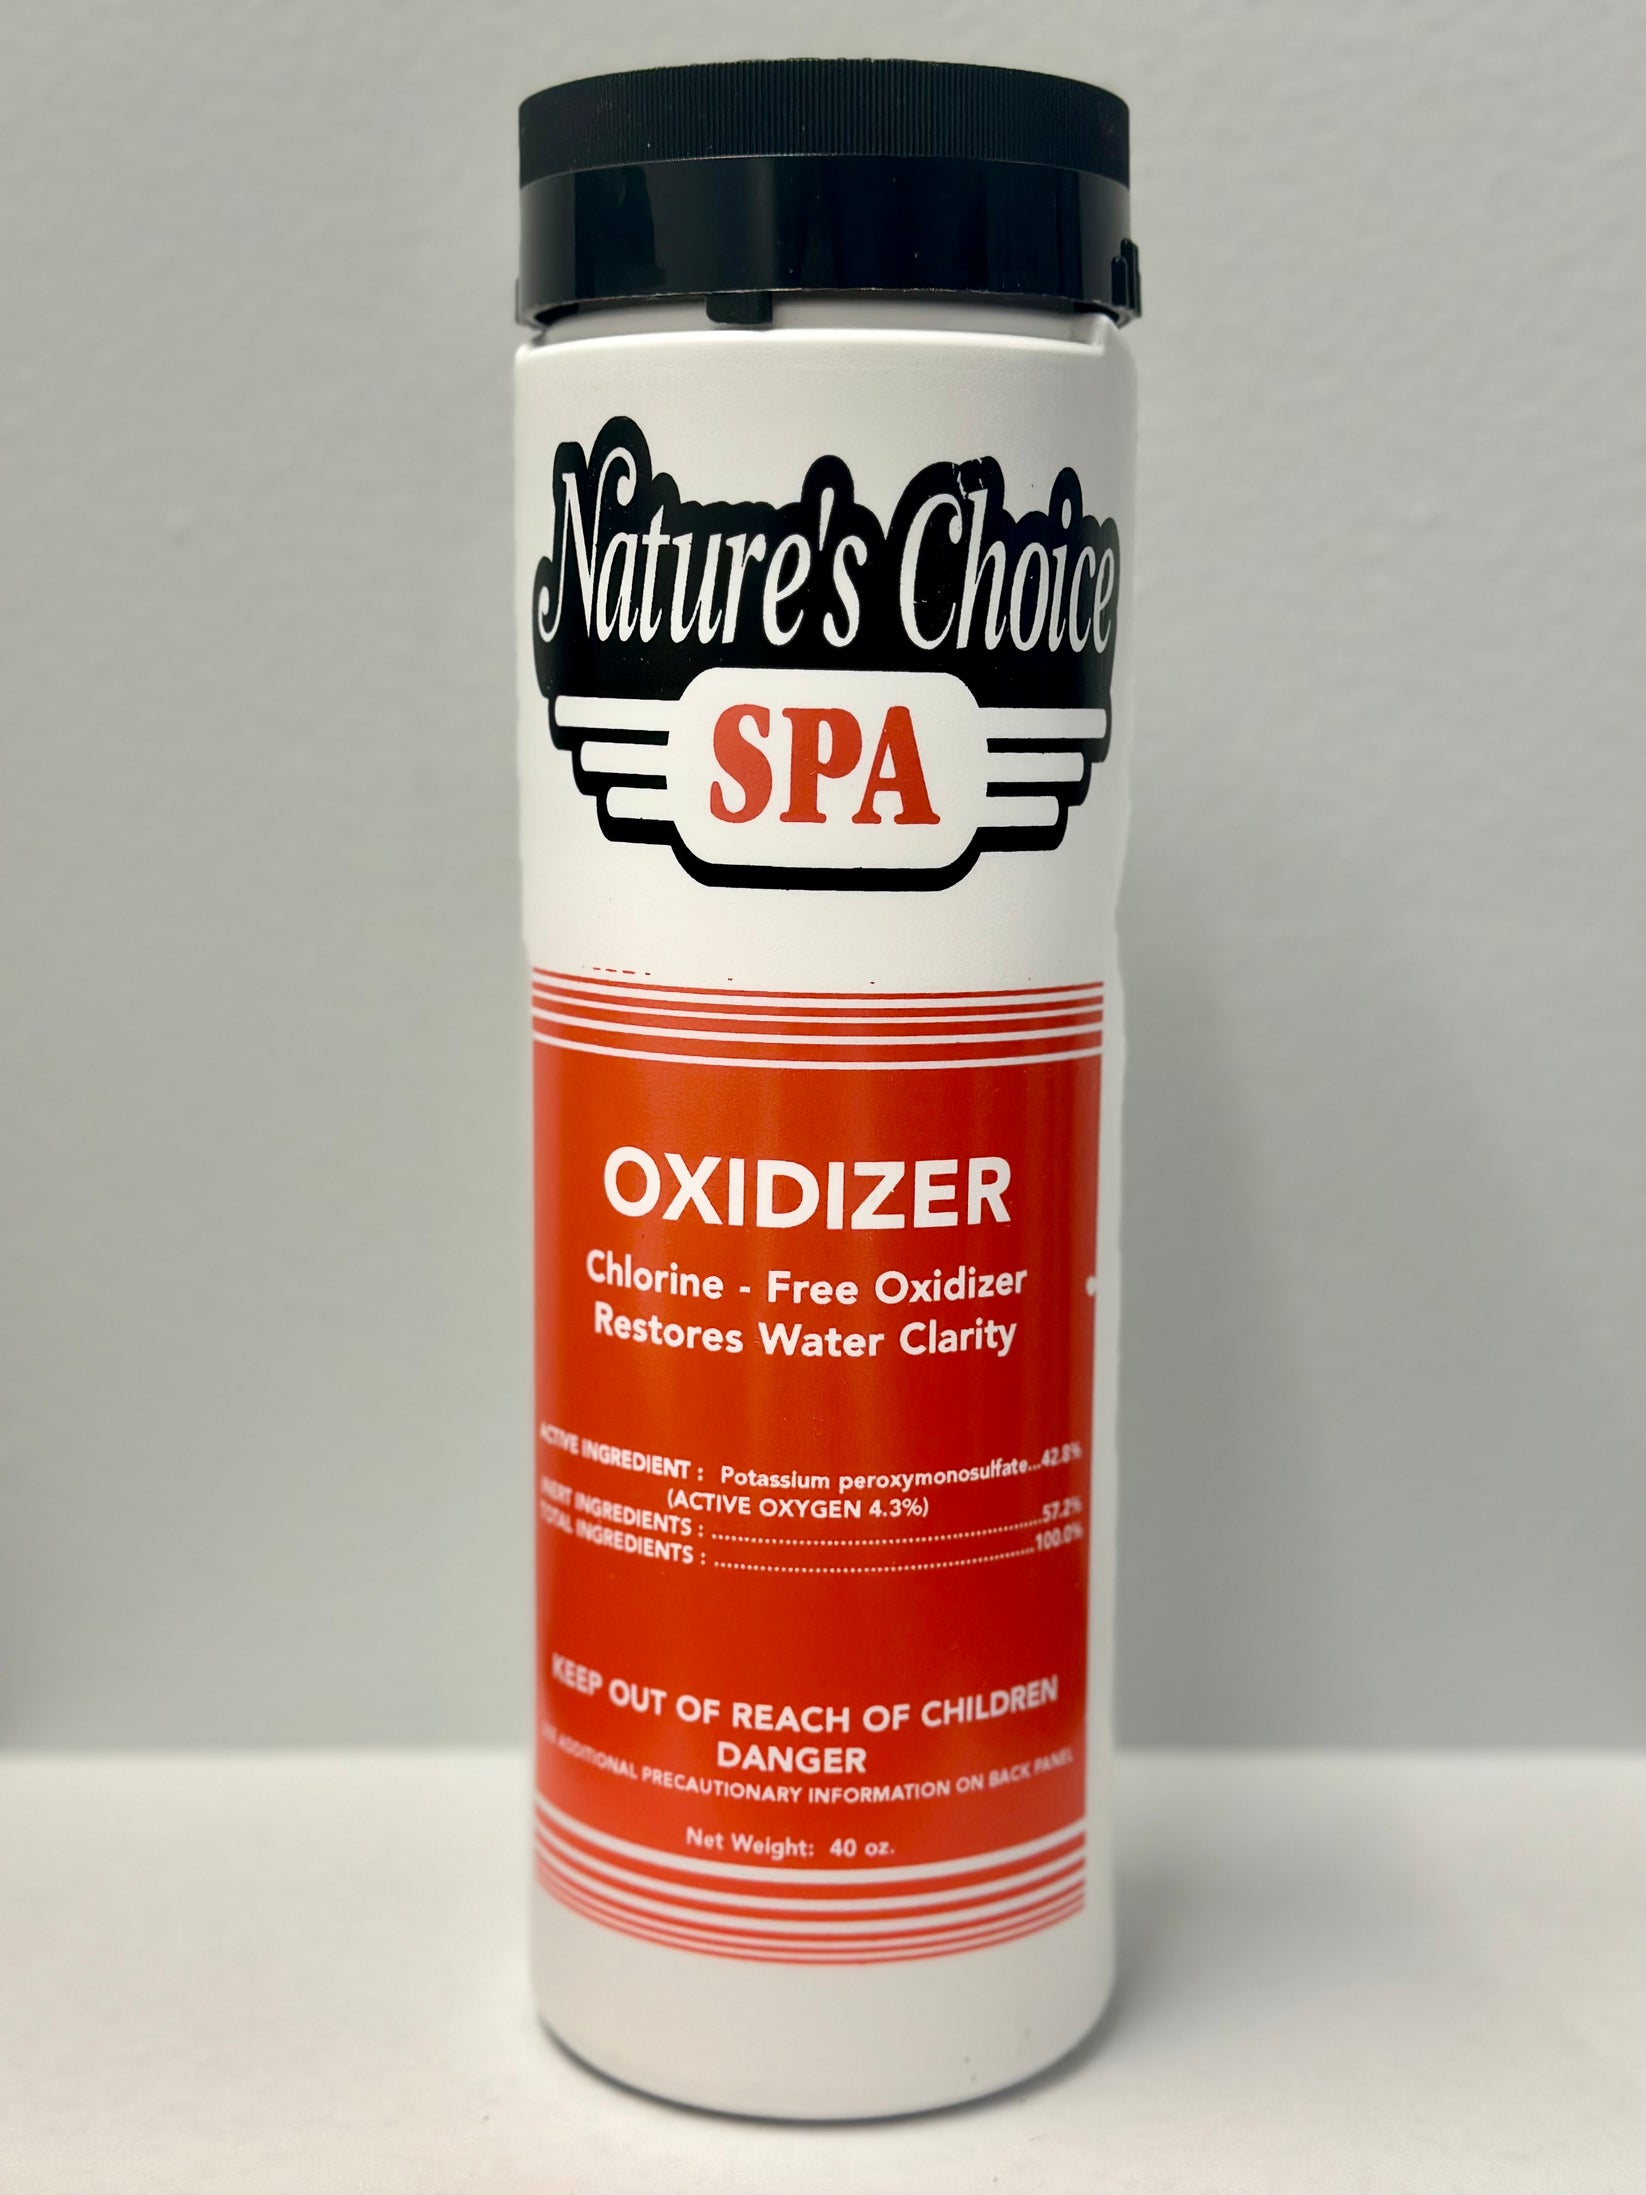 Nature's Choice
SPA
OXIDIZER
Chlorine - Free Oxidizer
Restores Water Clarity
ACTIVE INGREDIENT : Potassium peroxymonosulfate...42.8%
(ACTIVE OXYGEN 4.3%)
INERT INGREDIENTS : ........................................57.2%
TOTAL INGREDIENTS : ........................................100.0%
KEEP OUT OF REACH OF CHILDREN
DANGER
ADDITIONAL PRECAUTIONARY INFORMATION ON BACK PANEL
Net Weight: 40 oz.